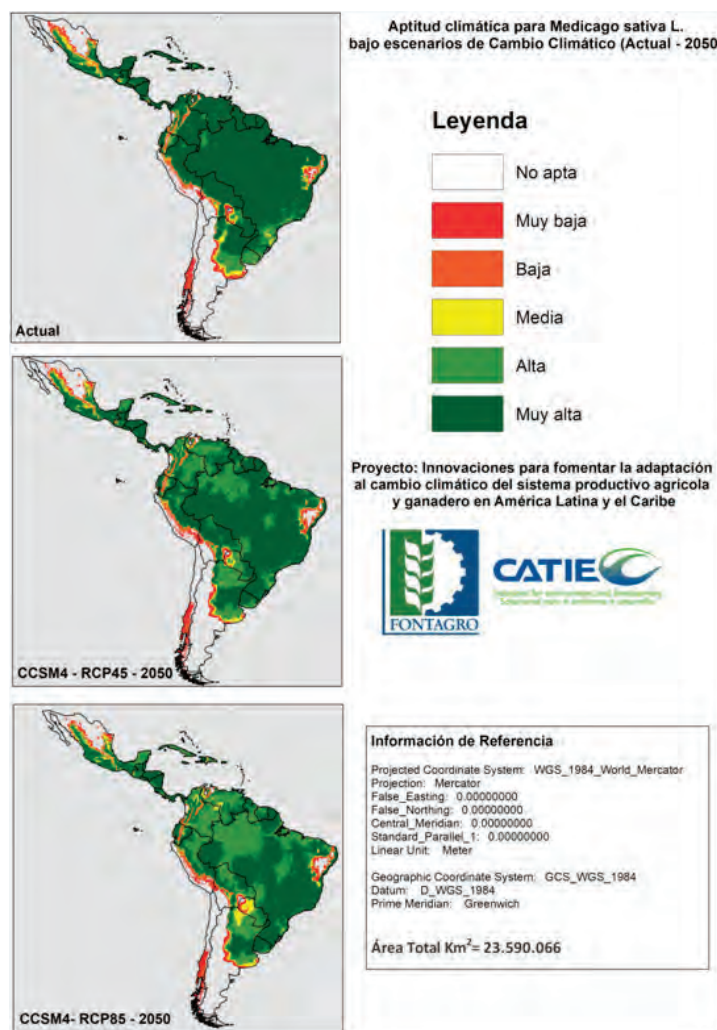 Aptitud climática para Medicago sativa L.
bajo escenarios de Cambio Climático (Actual - 2050
Leyenda
No apta
Muy baja
Baja
Media
Alta
Muy alta
Actual
CCSM4 - RCP45 - 2050
CCSM4- RCP85 - 2050
Proyecto: Innovaciones para fomentar la adaptación
al cambio climático del sistema productivo agrícola
y ganadero en América Latina y el Caribe
FONTAGRO
CATIE
Información de Referencia
Projected Coordinate System: WGS_1984_World_Mercator
Projection: Mercator
False_Easting: 0.00000000
False_Northing: 0.00000000
Central_Meridian: 0.00000000
Standard_Parallel_1: 0.00000000
Linear Unit: Meter
Geographic Coordinate System: GCS_WGS_1984
Datum: D_WGS_1984
Prime Meridian: Greenwich
Área Total Km²= 23.590.066